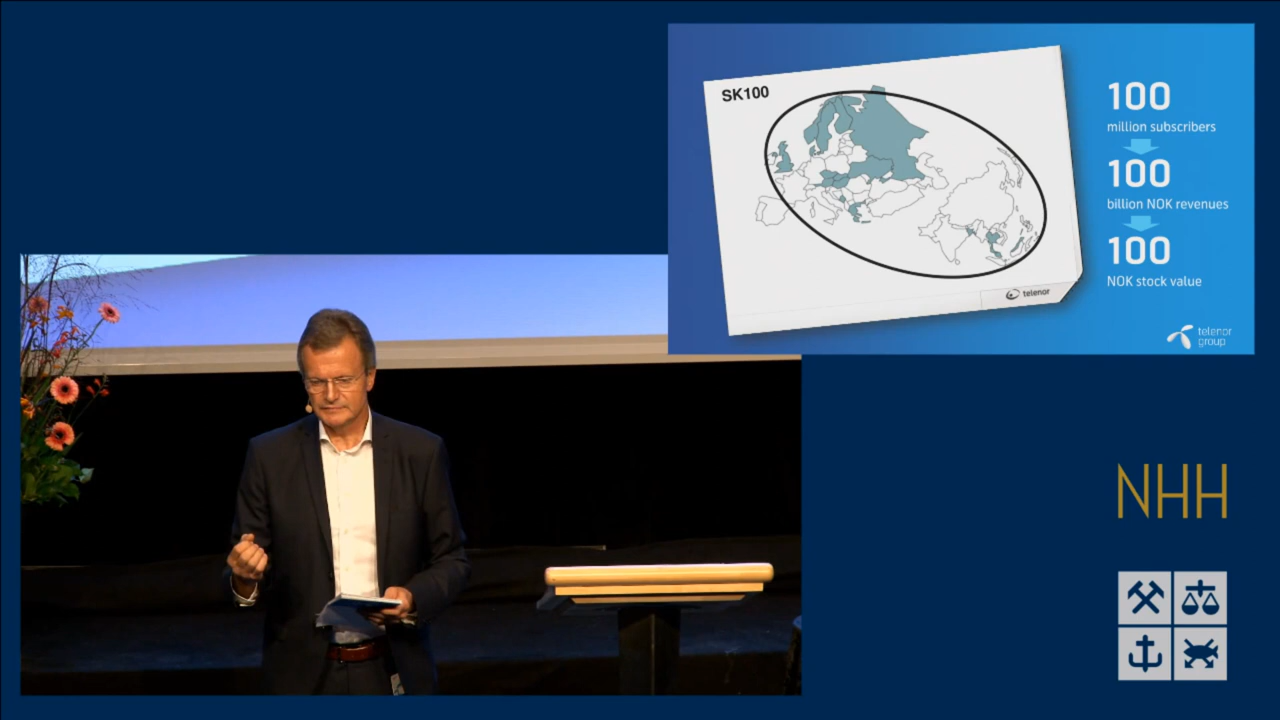 SK100
telenor
100
million subscribers
100
billion NOK revenues
100
NOK stock value
telenor
group
NHH